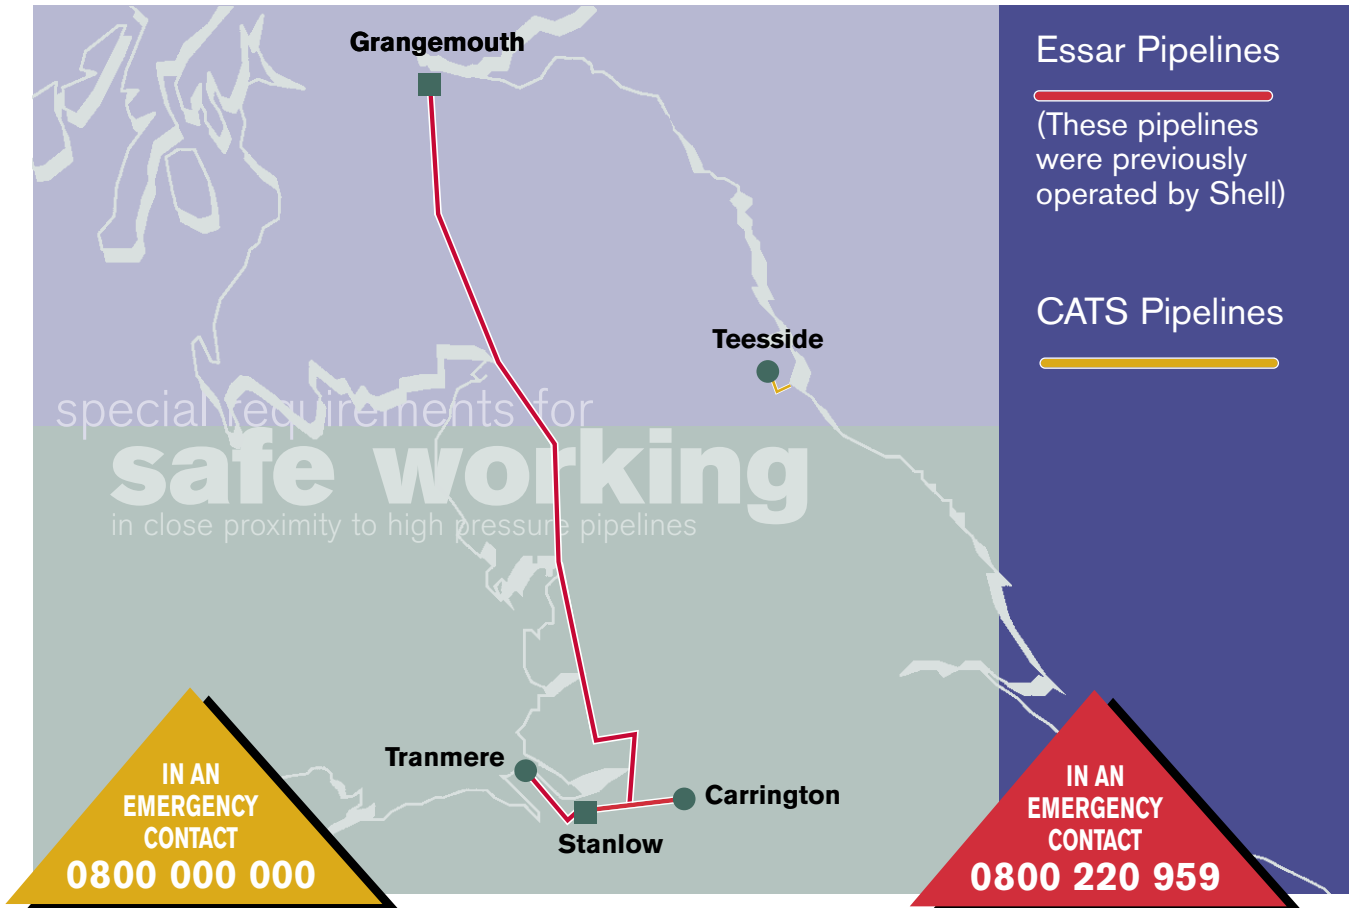 Grangemouth
Essar Pipelines
(These pipelines
were previously
operated by Shell)
CATS Pipelines
Teesside
special requirements for
safe working
in close proximity to high pressure pipelines
Tranmere
Carrington
Stanlow
IN AN
EMERGENCY
CONTACT
0800 000 000
IN AN
EMERGENCY
CONTACT
0800 220 959